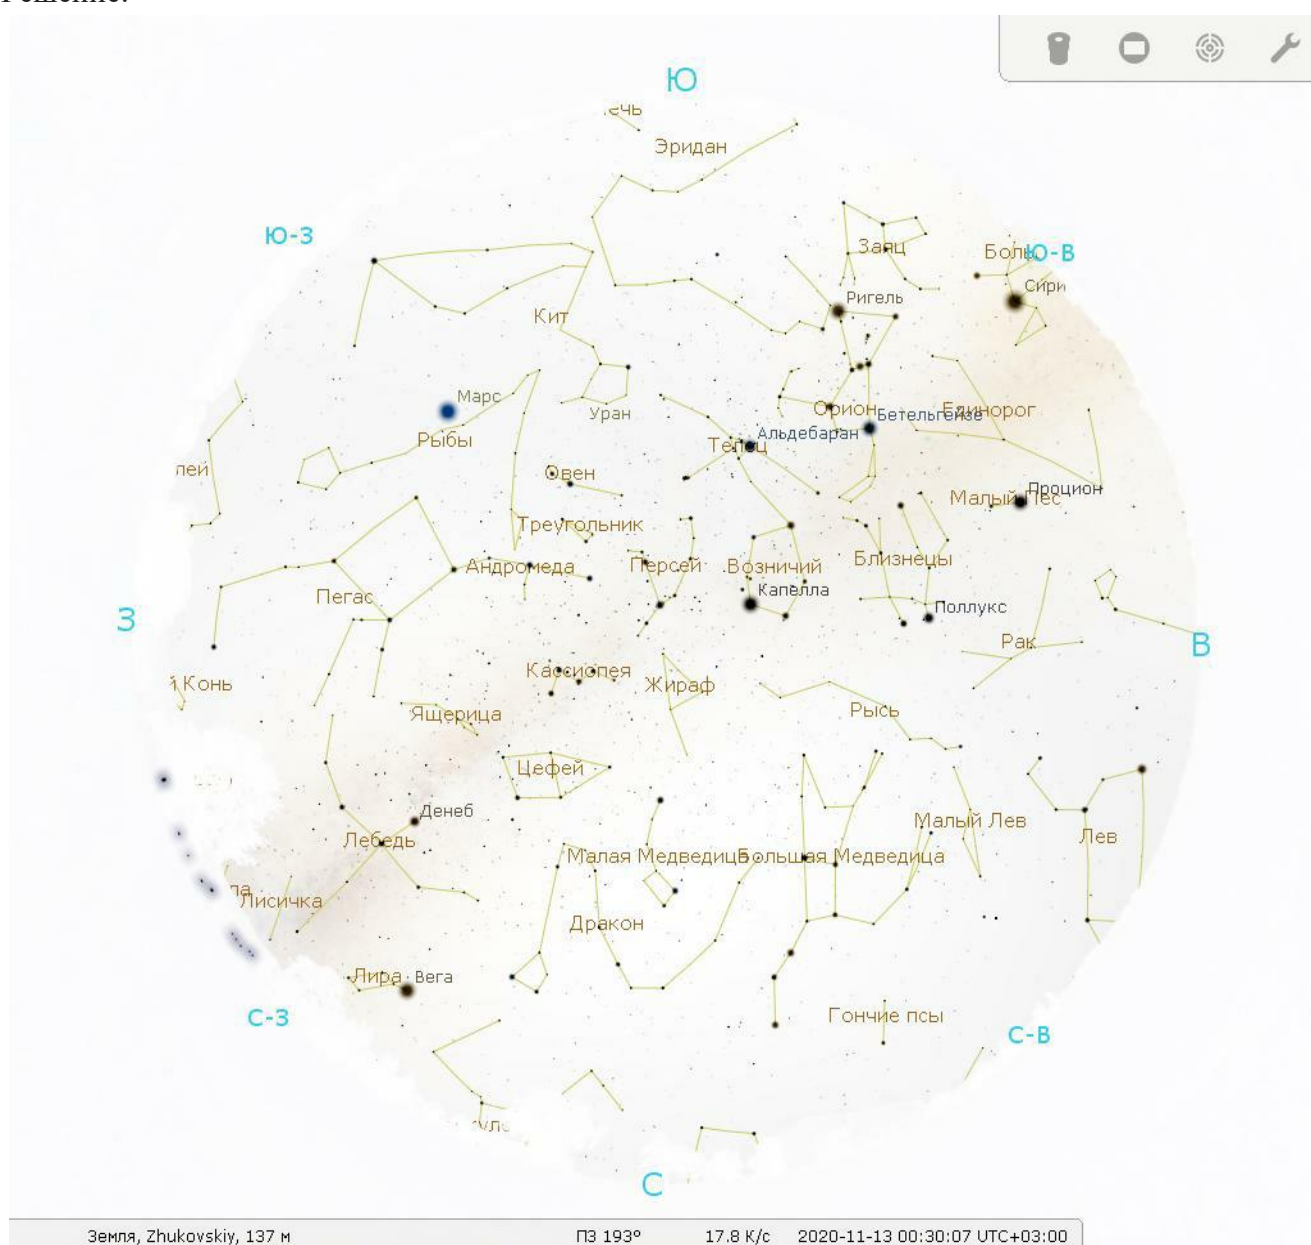 Ю
Эридан
Ю-З
Заяц
Ю-В
Сири
Ригель
Кит
Марс
Уран
Орион
Единорог
Бетельгейзе
Рыбы
Альдебаран
Телец
Овен
Процион
Малый Пес
Треугольник
Андромеда
Персей
Возничий
Близнецы
Пегас
Капелла
Поллукс
З
Рак
В
Кассиопея
Жираф
й Конь
Ящерица
Рысь
Цефей
Денеб
Малый Лев
Лебедь
Лев
Малая Медведица
Большая Медведица
Лисичка
Дракон
Лира
Вега
С-З
Гончие псы
С-В
С
Земля, Zhukovskiy, 137 м
ПЗ 193°
17.8 К/с
2020-11-13 00:30:07 UTC+03:00